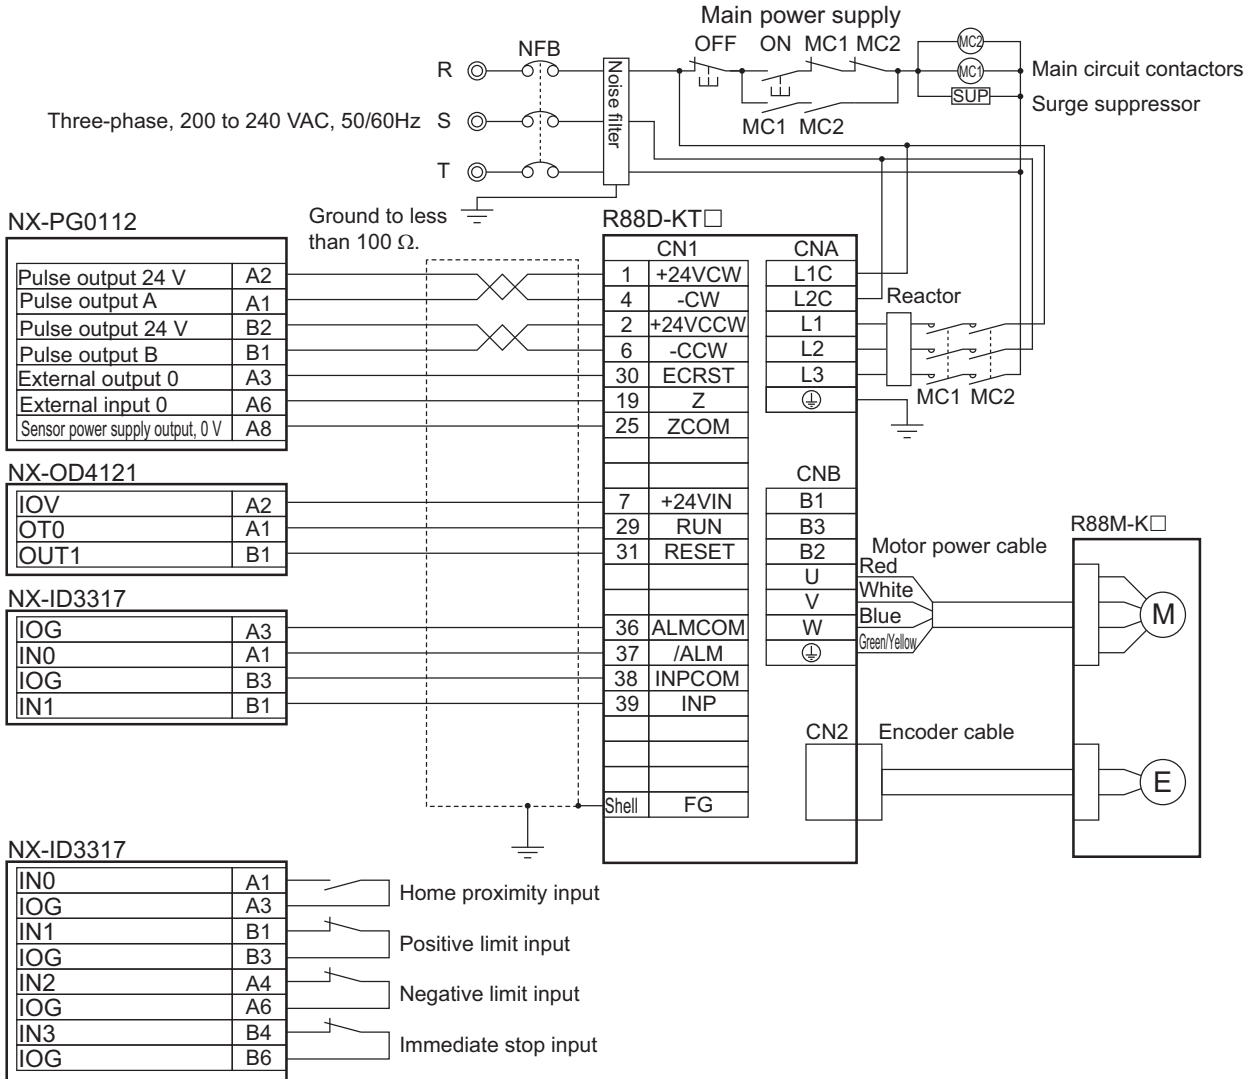 Main power supply
OFF ON MC1 MC2
MC2
NFB
R
Noise filter
MC1
Main circuit contactors
SUP
Surge suppressor
Three-phase, 200 to 240 VAC, 50/60Hz S
MC1 MC2
T
NX-PG0112
Ground to less
than 100 Ω.
R88D-KT□
CN1 CNA
Pulse output 24 V A2
1 +24VCW L1C
Pulse output A A1
4 -CW L2C
Reactor
Pulse output 24 V B2
2 +24VCCW L1
Pulse output B B1
6 -CCW L2
External output 0 A3
30 ECRST L3
MC1 MC2
External input 0 A6
19 Z
Sensor power supply output, 0 V A8
25 ZCOM
NX-OD4121
CNB
IOV A2
7 +24VIN B1
OT0 A1
29 RUN B3
OUT1 B1
31 RESET B2
R88M-K□
Motor power cable
U Red
V White
W Blue
Green/Yellow
M
NX-ID3317
IOG A3
36 ALMCOM
IN0 A1
37 /ALM
IOG B3
38 INPCOM
IN1 B1
39 INP
CN2 Encoder cable
E
Shell FG
NX-ID3317
IN0 A1
IOG A3
Home proximity input
IN1 B1
IOG B3
Positive limit input
IN2 A4
IOG A6
Negative limit input
IN3 B4
IOG B6
Immediate stop input